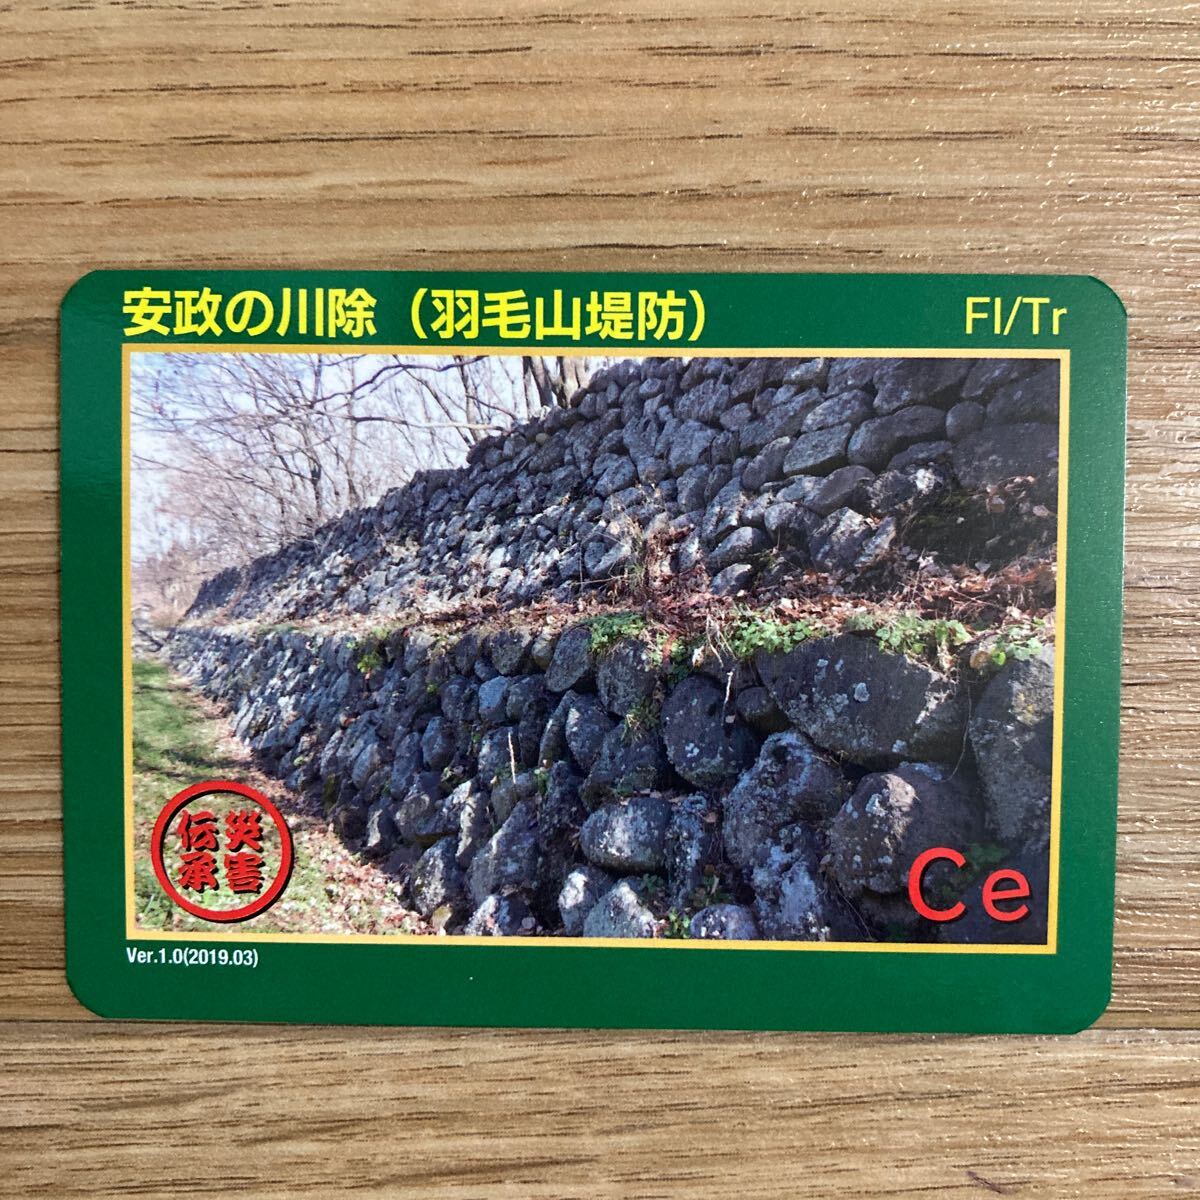 安政の川除（羽毛山堤防）
Fl/Tr
災害
伝承
Ce
Ver.1.0(2019.03)